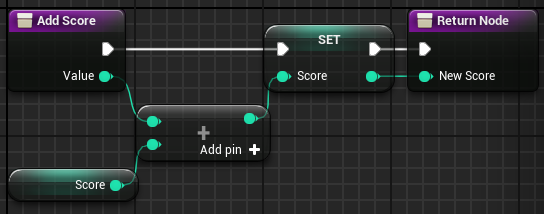 Add Score
SET
Return Node
Value
Score
New Score
Add pin
Score